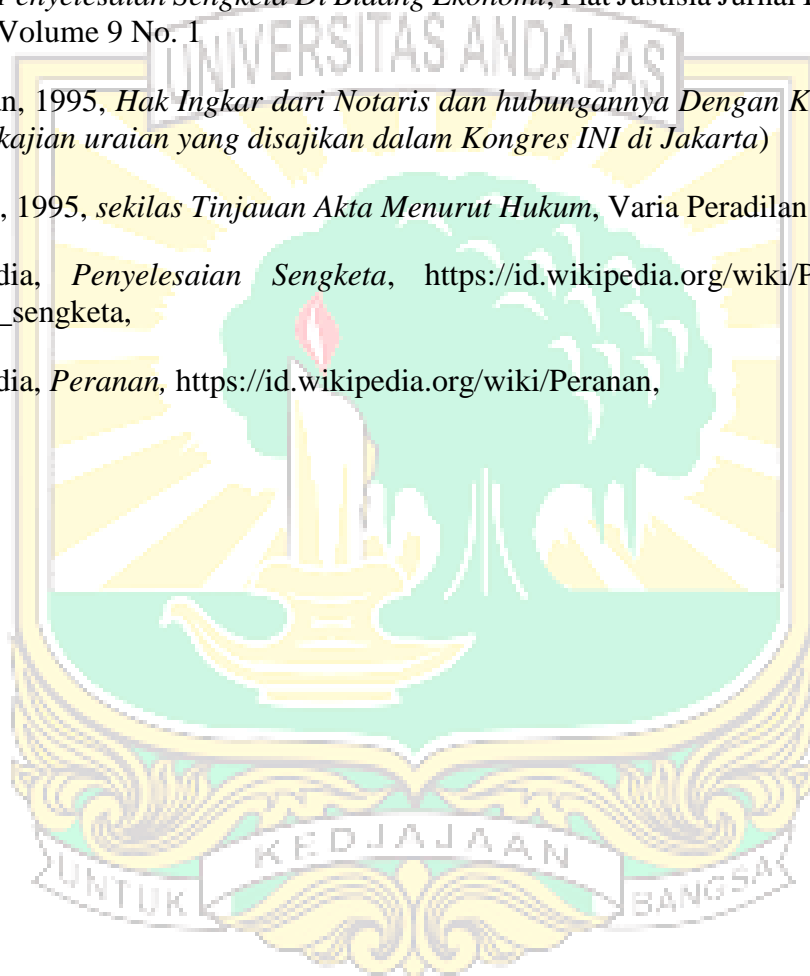 Penyelesaian Sengketa Di Bidang Ekonomi, Fiat Justisia Jurnal
Volume 9 No. 1
UNIVERSITAS ANDALAS
an, 1995, Hak Ingkar dari Notaris dan hubungannya Dengan K
kajian uraian yang disajikan dalam Kongres INI di Jakarta)
, 1995, sekilas Tinjauan Akta Menurut Hukum, Varia Peradilan
dia, Penyelesaian Sengketa, https://id.wikipedia.org/wiki/P
_sengketa,
dia, Peranan, https://id.wikipedia.org/wiki/Peranan,
UNTUK KEDJAJAAN BANGSA